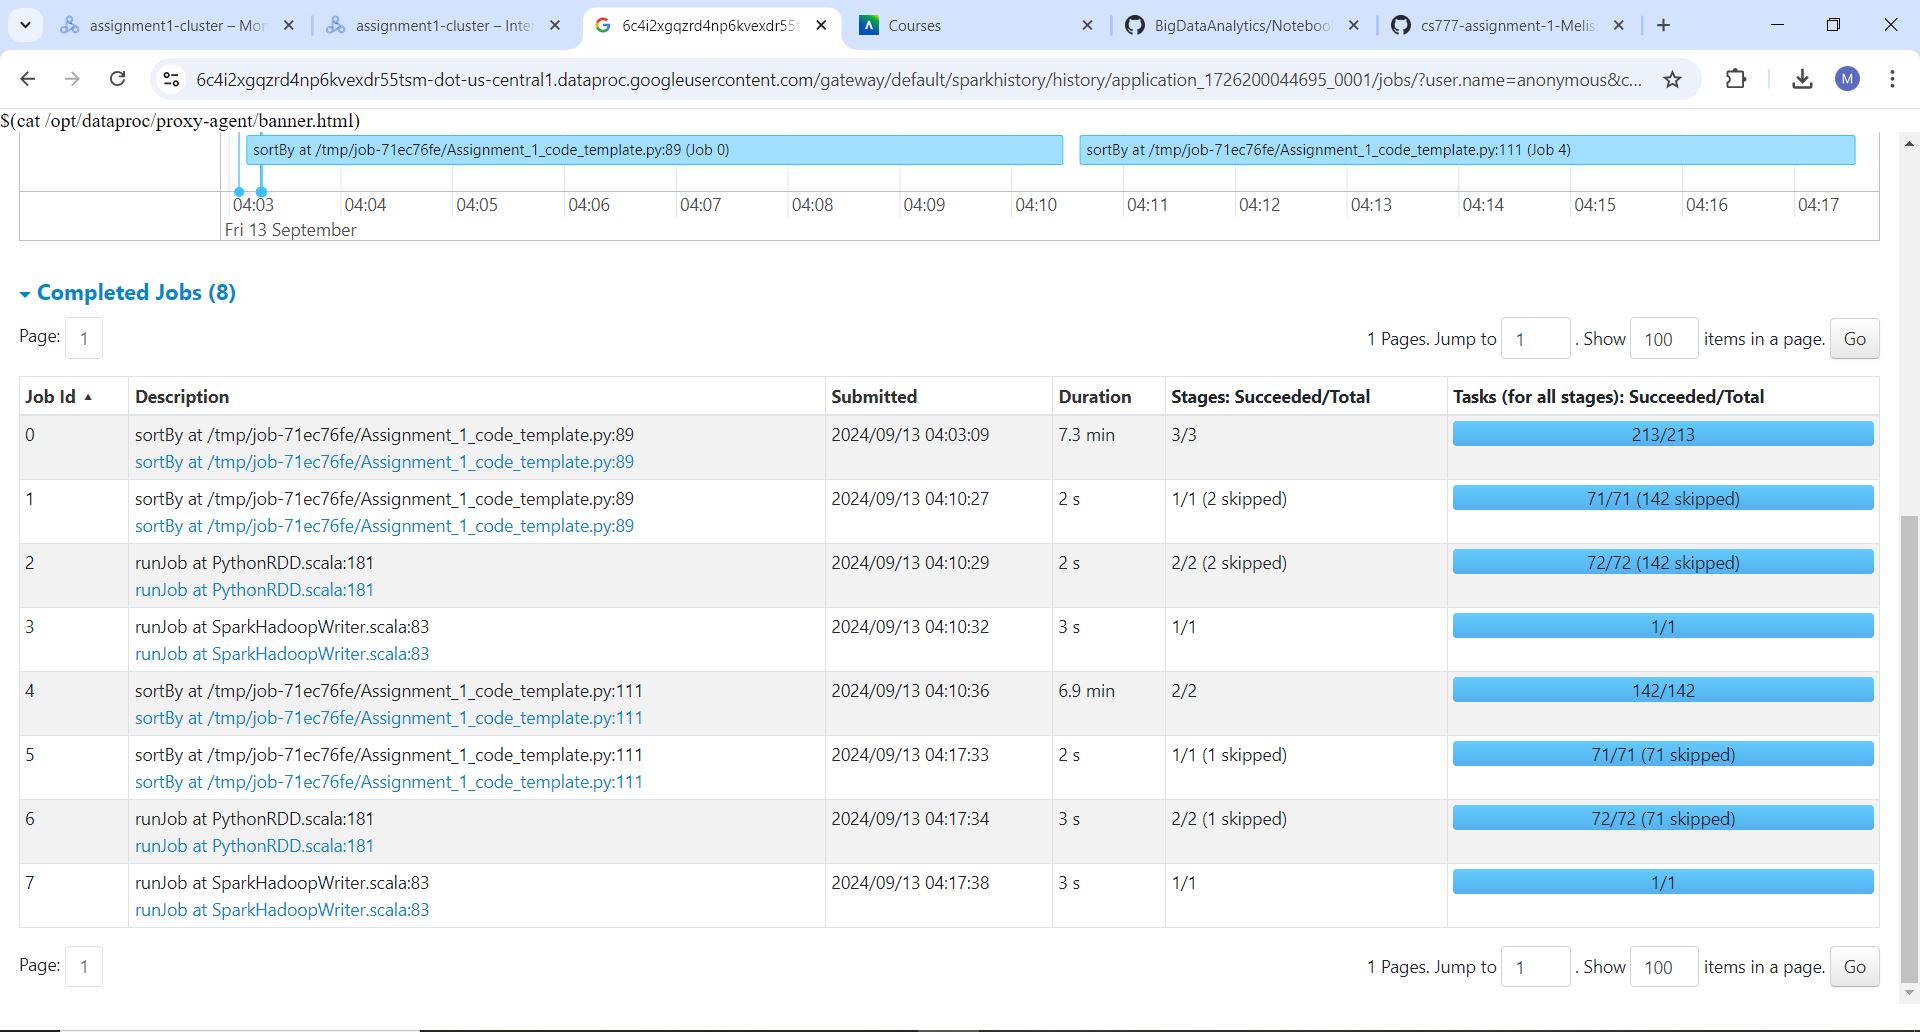 assignment1-cluster – Mon
assignment1-cluster – Inte
6c4i2xgqzrd4np6kvexdr55t
Courses
BigDataAnalytics/Noteboo
cs777-assignment-1-Melis
6c4i2xgqzrd4np6kvexdr55tsm-dot-us-central1.dataproc.googleusercontent.com/gateway/default/sparkhistory/history/application_1726200044695_0001/jobs/?user.name=anonymous&c...
M
$(cat /opt/dataproc/proxy-agent/banner.html)
sortBy at /tmp/job-71ec76fe/Assignment_1_code_template.py:89 (Job 0)
sortBy at /tmp/job-71ec76fe/Assignment_1_code_template.py:111 (Job 4)
04:03 04:04 04:05 04:06 04:07 04:08 04:09 04:10 04:11 04:12 04:13 04:14 04:15 04:16 04:17
Fri 13 September
Completed Jobs (8)
Page: 1
1 Pages. Jump to 1 . Show 100 items in a page. Go
Job Id ▲ Description Submitted Duration Stages: Succeeded/Total Tasks (for all stages): Succeeded/Total
0 sortBy at /tmp/job-71ec76fe/Assignment_1_code_template.py:89 2024/09/13 04:03:09 7.3 min 3/3 213/213
sortBy at /tmp/job-71ec76fe/Assignment_1_code_template.py:89
1 sortBy at /tmp/job-71ec76fe/Assignment_1_code_template.py:89 2024/09/13 04:10:27 2 s 1/1 (2 skipped) 71/71 (142 skipped)
sortBy at /tmp/job-71ec76fe/Assignment_1_code_template.py:89
2 runJob at PythonRDD.scala:181 2024/09/13 04:10:29 2 s 2/2 (2 skipped) 72/72 (142 skipped)
runJob at PythonRDD.scala:181
3 runJob at SparkHadoopWriter.scala:83 2024/09/13 04:10:32 3 s 1/1 1/1
runJob at SparkHadoopWriter.scala:83
4 sortBy at /tmp/job-71ec76fe/Assignment_1_code_template.py:111 2024/09/13 04:10:36 6.9 min 2/2 142/142
sortBy at /tmp/job-71ec76fe/Assignment_1_code_template.py:111
5 sortBy at /tmp/job-71ec76fe/Assignment_1_code_template.py:111 2024/09/13 04:17:33 2 s 1/1 (1 skipped) 71/71 (71 skipped)
sortBy at /tmp/job-71ec76fe/Assignment_1_code_template.py:111
6 runJob at PythonRDD.scala:181 2024/09/13 04:17:34 3 s 2/2 (1 skipped) 72/72 (71 skipped)
runJob at PythonRDD.scala:181
7 runJob at SparkHadoopWriter.scala:83 2024/09/13 04:17:38 3 s 1/1 1/1
runJob at SparkHadoopWriter.scala:83
Page: 1
1 Pages. Jump to 1 . Show 100 items in a page. Go